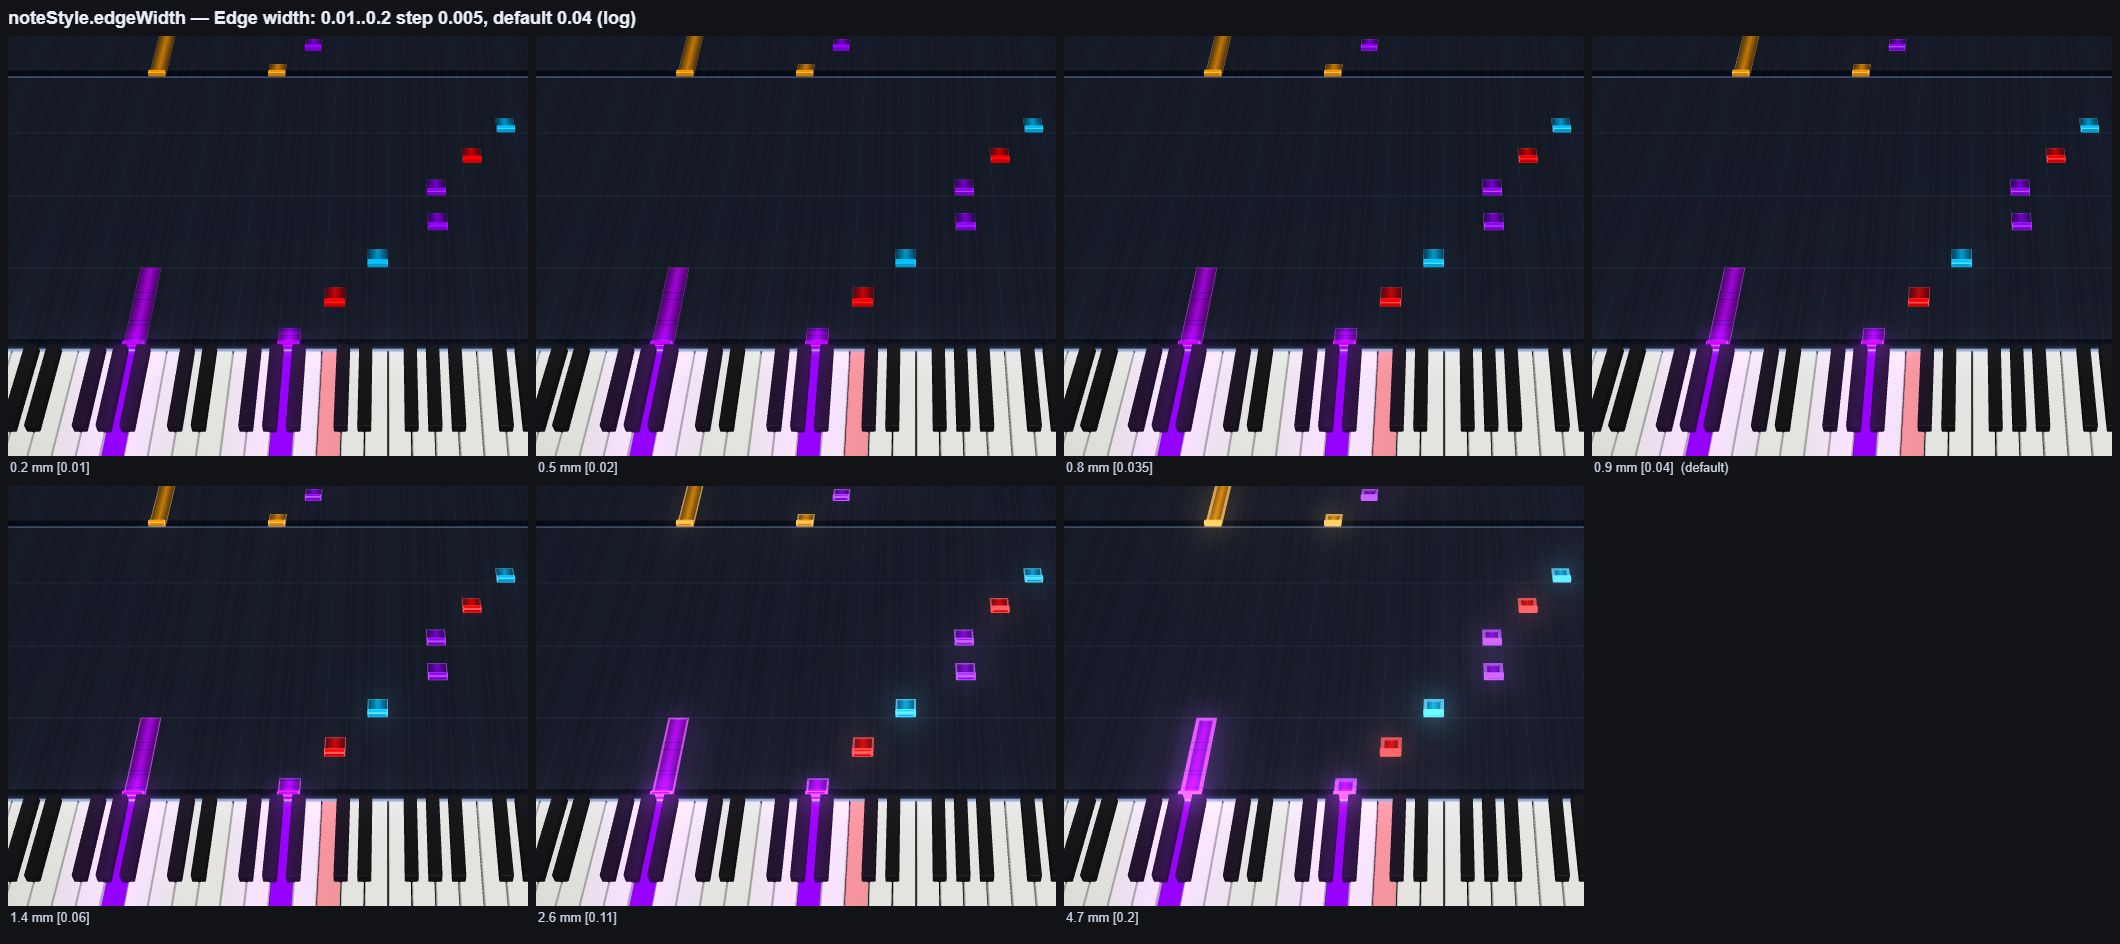 noteStyle.edgeWidth — Edge width: 0.01..0.2 step 0.005, default 0.04 (log)
0.2 mm [0.01]
0.5 mm [0.02]
0.8 mm [0.035]
0.9 mm [0.04] (default)
1.4 mm [0.06]
2.6 mm [0.11]
4.7 mm [0.2]